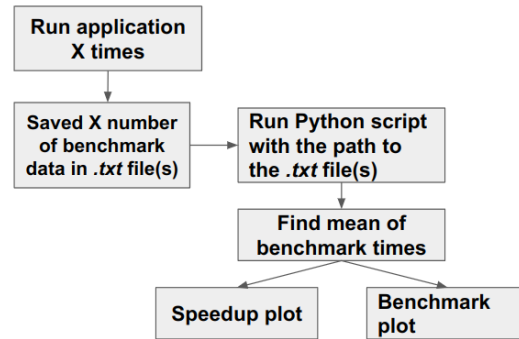 Run application
X times
Saved X number
of benchmark
data in .txt file(s)
Run Python script
with the path to
the .txt file(s)
Find mean of
benchmark times
Speedup plot
Benchmark
plot